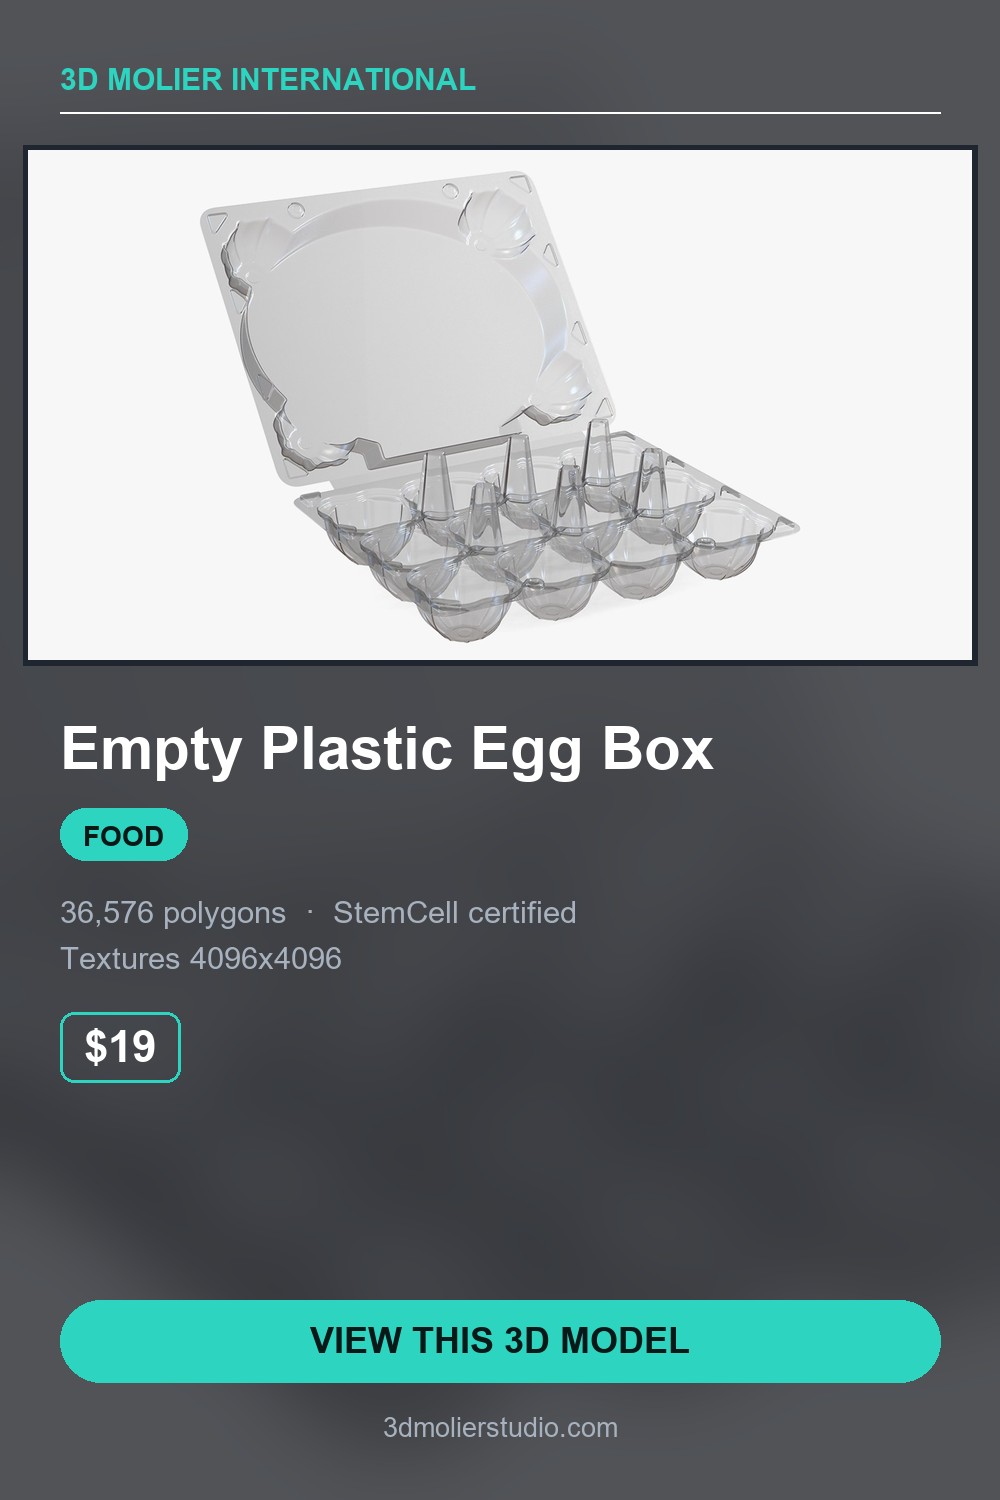 3D MOLIER INTERNATIONAL
Empty Plastic Egg Box
FOOD
36,576 polygons · StemCell certified
Textures 4096x4096
$19
VIEW THIS 3D MODEL
3dmolierstudio.com